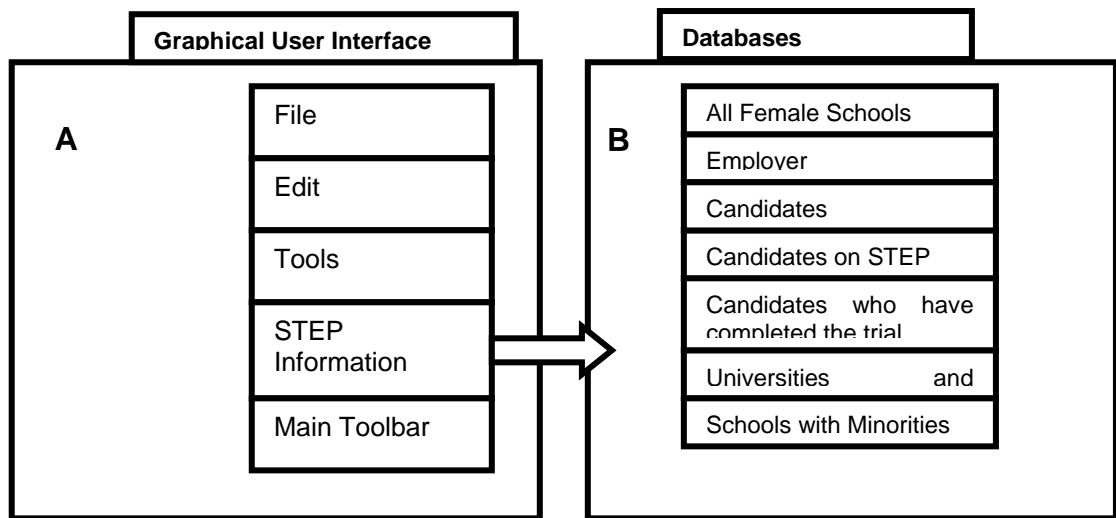 Graphical User Interface
A
File
Edit
Tools
STEP
Information
Main Toolbar
Databases
B
All Female Schools
Employer
Candidates
Candidates on STEP
Candidates who have
completed the trial
Universities and
Schools with Minorities